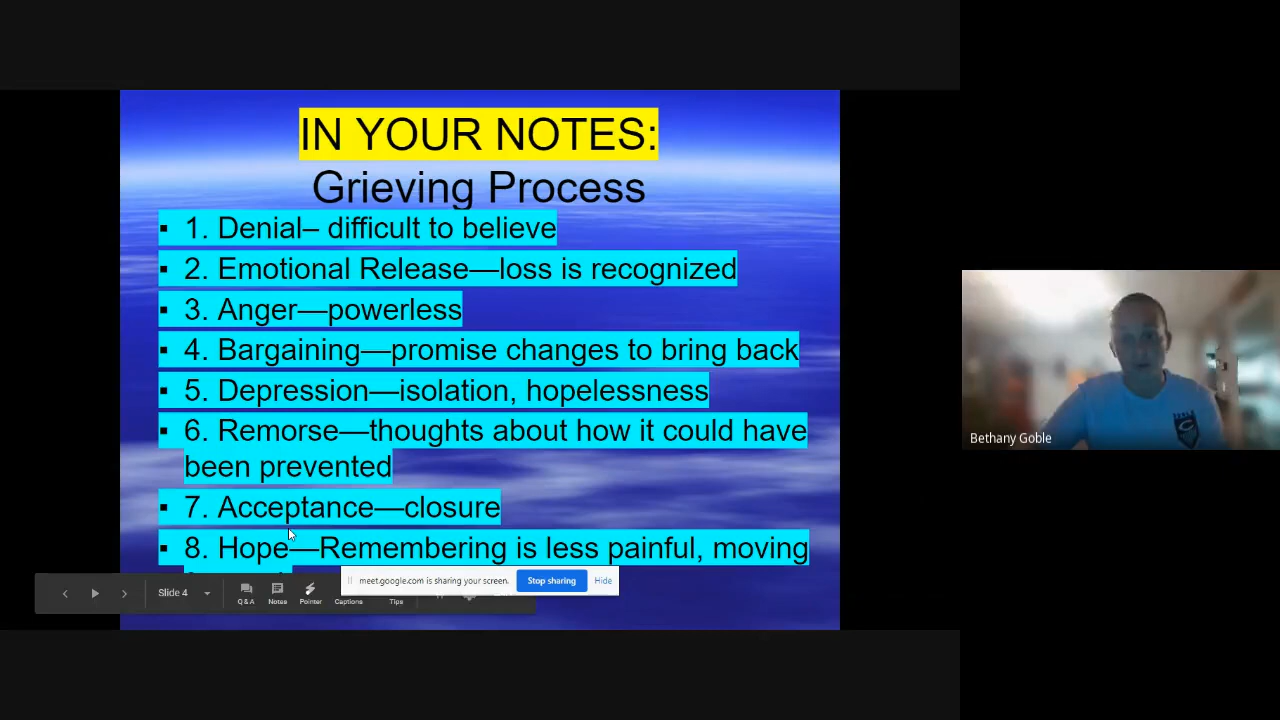 IN YOUR NOTES:
Grieving Process
▪ 1. Denial– difficult to believe
▪ 2. Emotional Release—loss is recognized
▪ 3. Anger—powerless
▪ 4. Bargaining—promise changes to bring back
▪ 5. Depression—isolation, hopelessness
▪ 6. Remorse—thoughts about how it could have
been prevented
▪ 7. Acceptance—closure
▪ 8. Hope—Remembering is less painful, moving
meet.google.com is sharing your screen. Stop sharing Hide
Slide 4
Q & A Notes Pointer Captions Tips
Bethany Goble